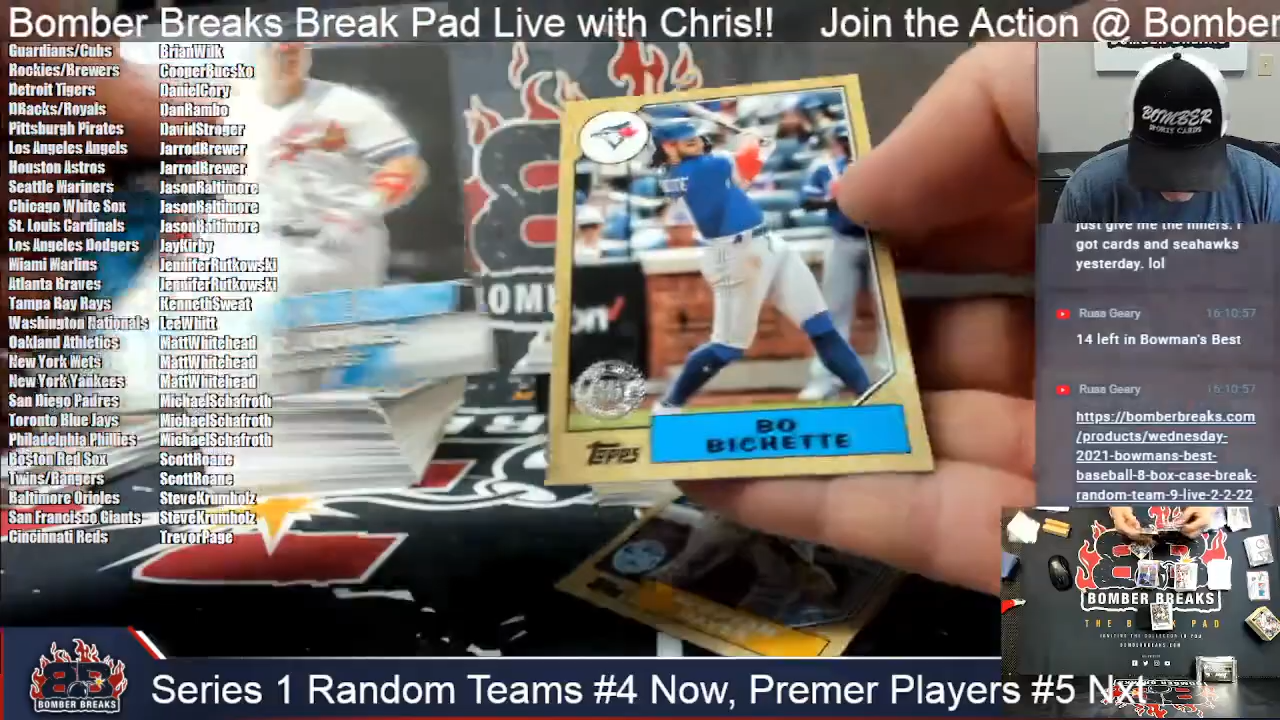 Bomber Breaks Break Pad Live with Chris!! Join the Action @ Bomber
Guardians/Cubs BrianWilk
Rockies/Brewers CooperBucsko
Detroit Tigers DanielCory
DBacks/Royals DanRambo
Pittsburgh Pirates DavidStroger
Los Angeles Angels JarrodBrewer
Houston Astros JarrodBrewer
Seattle Mariners JasonBaltimore
Chicago White Sox JasonBaltimore
St. Louis Cardinals JasonBaltimore
Los Angeles Dodgers JayKirby
Miami Marlins JenniferRutkowski
Atlanta Braves JenniferRutkowski
Tampa Bay Rays KennethSweat
Washington Nationals LeeWhitt
Oakland Athletics MattWhitehead
New York Mets MattWhitehead
New York Yankees MattWhitehead
San Diego Padres MichaelSchafroth
Toronto Blue Jays MichaelSchafroth
Philadelphia Phillies MichaelSchafroth
Boston Red Sox ScottRoane
Twins/Rangers ScottRoane
Baltimore Orioles SteveKrumholz
San Francisco Giants SteveKrumholz
Cincinnati Reds TrevorPage
Topps
BO
BICHETTE
BOMBER
SPORTS CARDS
just give me the niners. I
got cards and seahawks
yesterday. lol
Russ Geary 16:10:57
14 left in Bowman's Best
Russ Geary 16:10:57
https://bomberbreaks.com
/products/wednesday-
2021-bowmans-best-
baseball-8-box-case-break-
random-team-9-live-2-2-22
BOMBER BREAKS
BOMBERBREAKS.COM
BOMBER BREAKS
Series 1 Random Teams #4 Now, Premer Players #5 Nxt